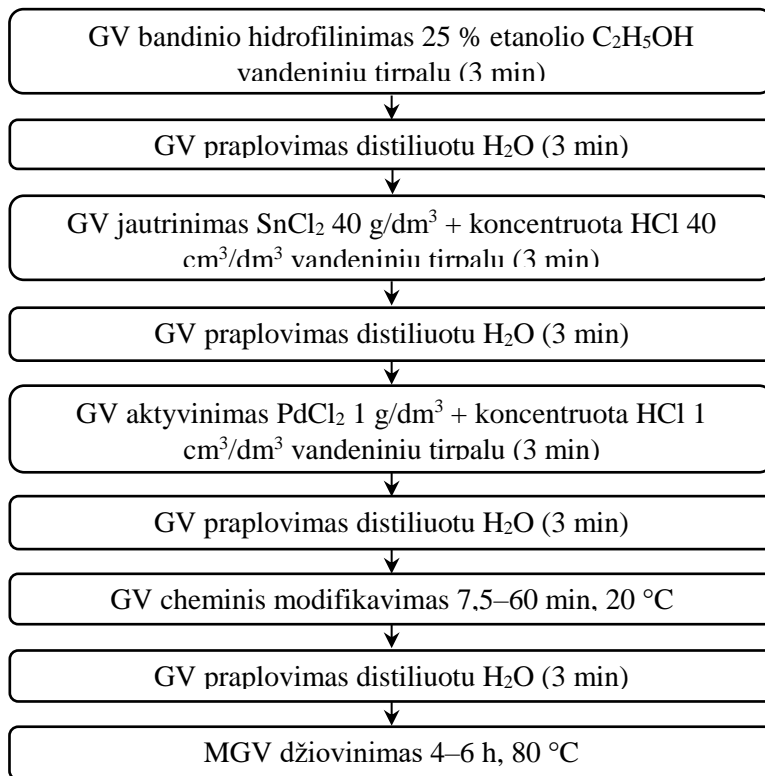 GV bandinio hidrofilinimas 25 % etanolio C₂H₅OH
vandeniniu tirpalu (3 min)
GV praplovimas distiliuotu H₂O (3 min)
GV jautrinimas SnCl₂ 40 g/dm³ + koncentruota HCl 40
cm³/dm³ vandeniniu tirpalu (3 min)
GV praplovimas distiliuotu H₂O (3 min)
GV aktyvinimas PdCl₂ 1 g/dm³ + koncentruota HCl 1
cm³/dm³ vandeniniu tirpalu (3 min)
GV praplovimas distiliuotu H₂O (3 min)
GV cheminis modifikavimas 7,5–60 min, 20 °C
GV praplovimas distiliuotu H₂O (3 min)
MGV džiovinimas 4–6 h, 80 °C